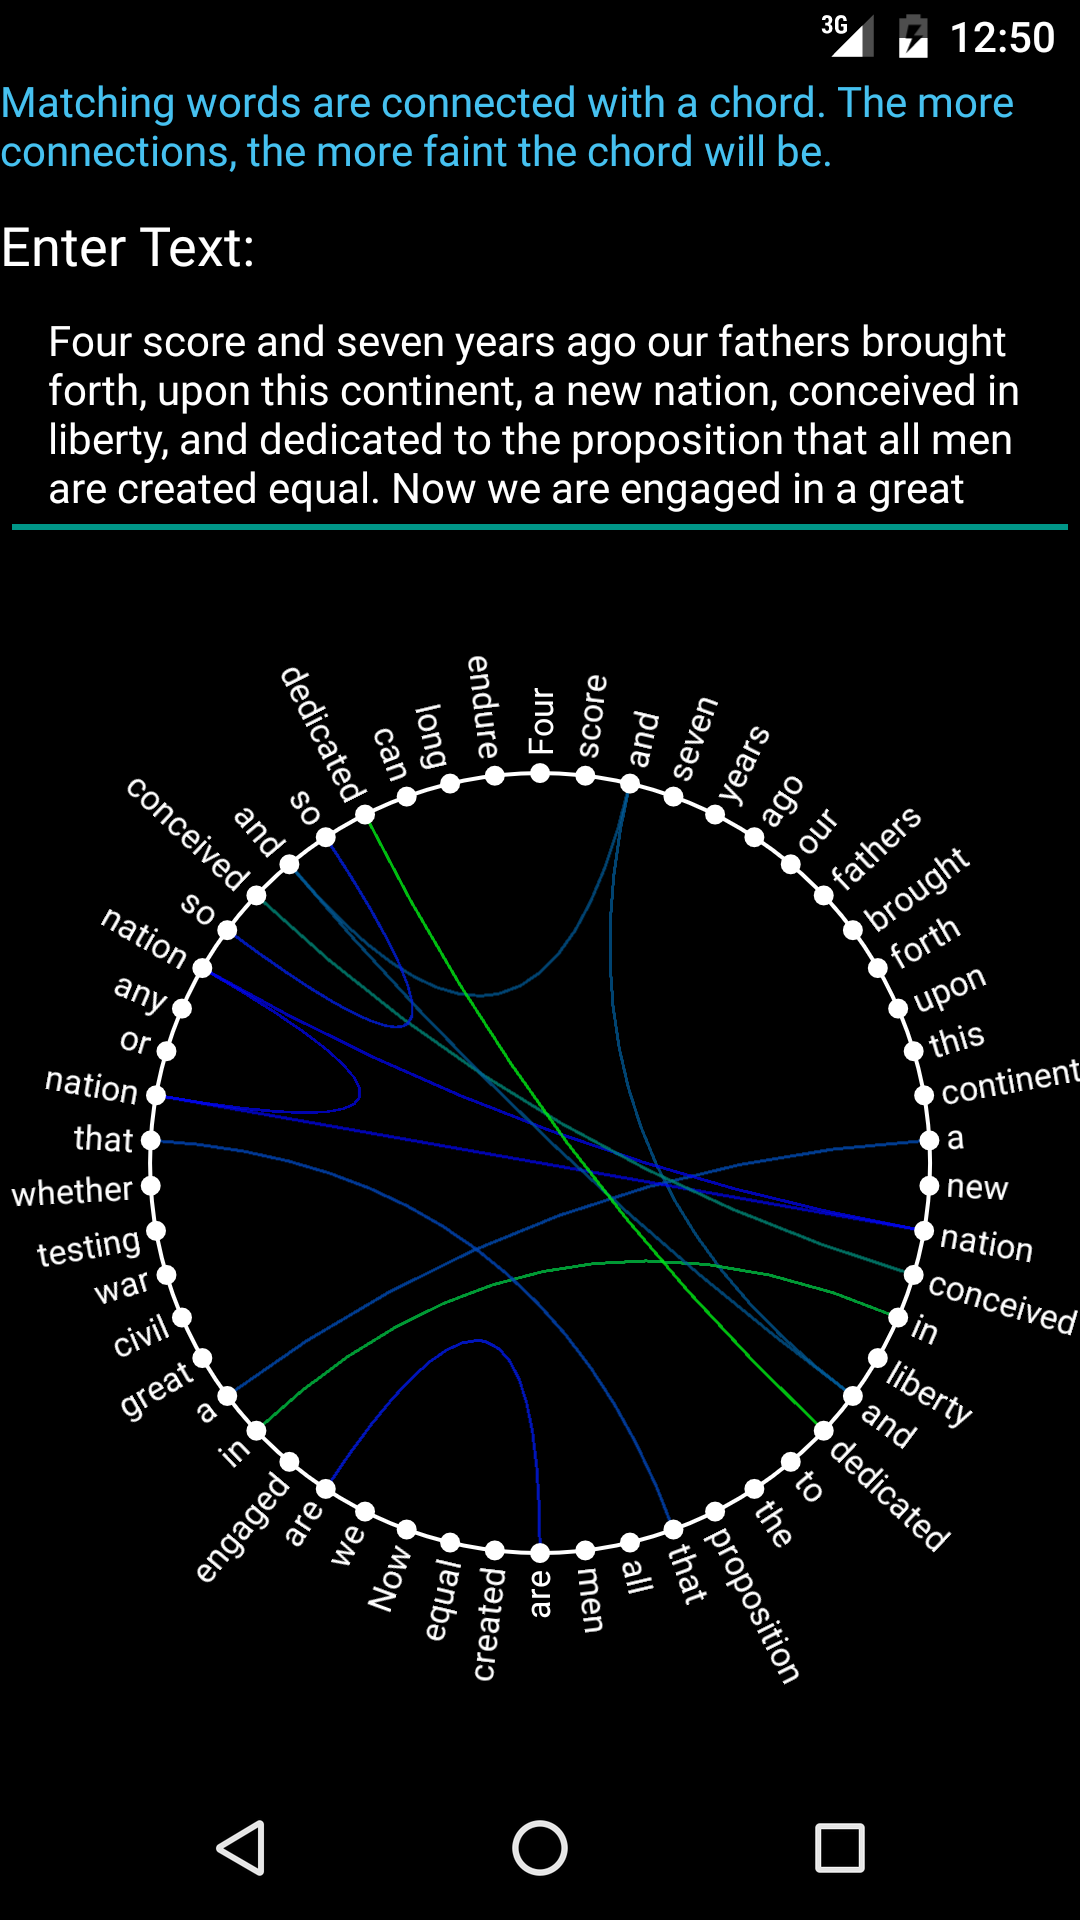 3G 12:50
Matching words are connected with a chord. The more
connections, the more faint the chord will be.
Enter Text:
Four score and seven years ago our fathers brought
forth, upon this continent, a new nation, conceived in
liberty, and dedicated to the proposition that all men
are created equal. Now we are engaged in a great
Four
score
and
seven
years
ago
our
fathers
brought
forth
upon
this
continent
a
new
nation
conceived
in
liberty
and
dedicated
to
the
proposition
that
all
men
are
created
equal
Now
we
are
engaged
in
a
great
civil
war
testing
whether
that
nation
or
any
nation
so
conceived
and
so
dedicated
can
long
endure